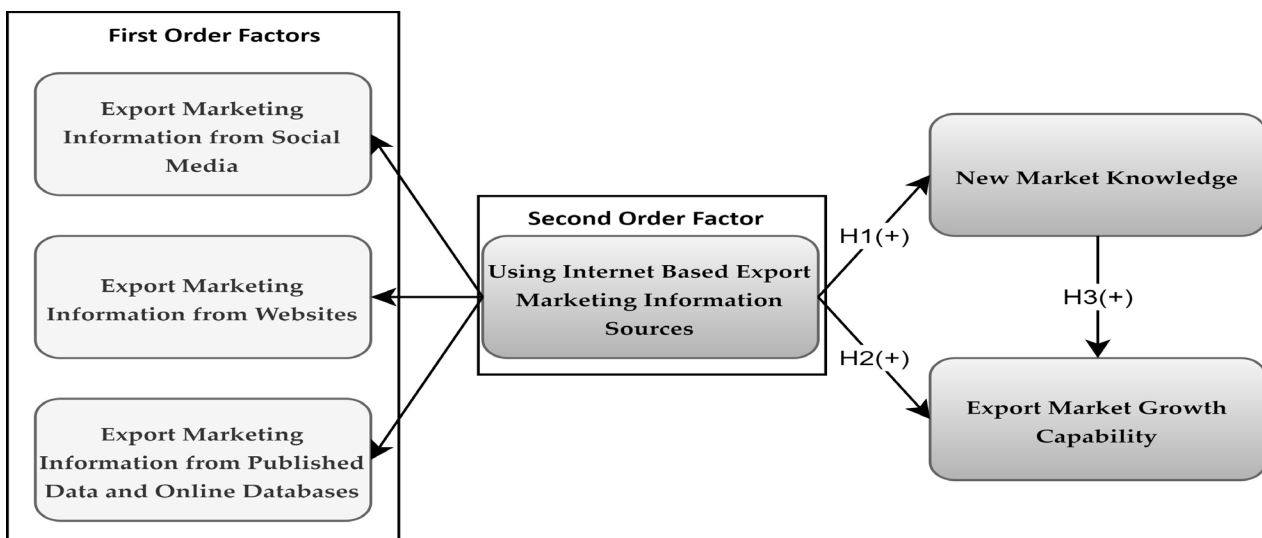 First Order Factors
Export Marketing
Information from Social
Media
Export Marketing
Information from Websites
Export Marketing
Information from Published
Data and Online Databases
Second Order Factor
Using Internet Based Export
Marketing Information
Sources
H1(+)
H2(+)
New Market Knowledge
H3(+)
Export Market Growth
Capability